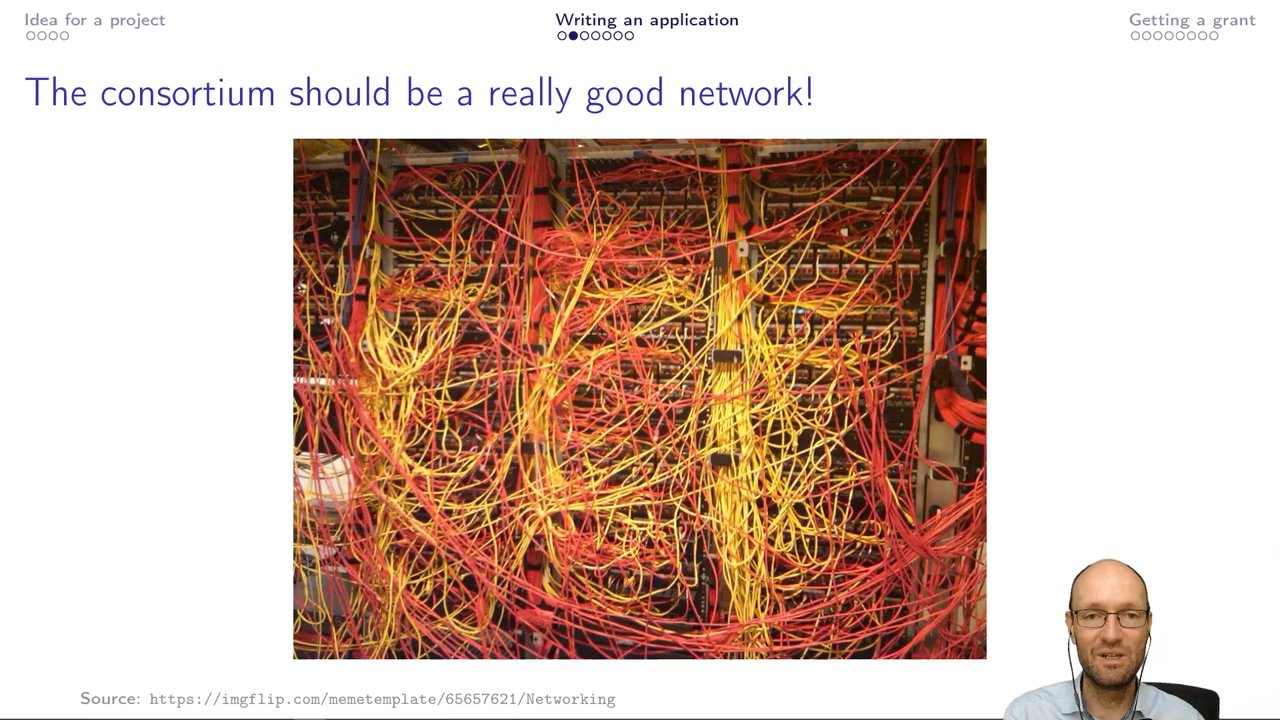 Idea for a project
Writing an application
Getting a grant
The consortium should be a really good network!
Source: https://imgflip.com/memetemplate/65657621/Networking